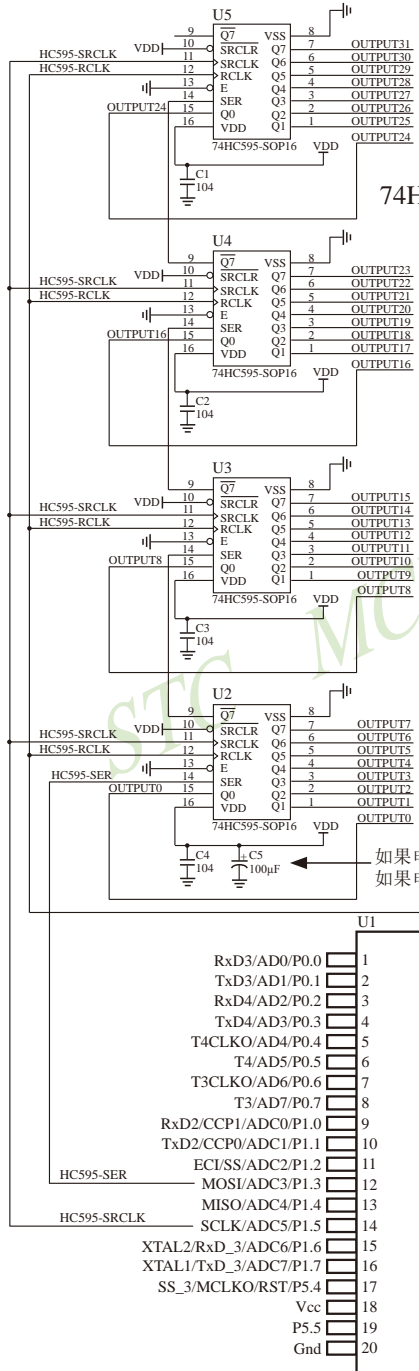 U5
9 Q7 VSS 8
VDD 10 SRCLR Q7 7 OUTPUT31
HC595-SRCLK 11 SRCLK Q6 6 OUTPUT30
HC595-RCLK 12 RCLK Q5 5 OUTPUT29
13 E Q4 4 OUTPUT28
14 SER Q3 3 OUTPUT27
OUTPUT24 15 Q0 Q2 2 OUTPUT26
16 VDD Q1 1 OUTPUT25
74HC595-SOP16 VDD OUTPUT24
C1
104
74H
U4
9 Q7 VSS 8
VDD 10 SRCLR Q7 7 OUTPUT23
HC595-SRCLK 11 SRCLK Q6 6 OUTPUT22
HC595-RCLK 12 RCLK Q5 5 OUTPUT21
13 E Q4 4 OUTPUT20
14 SER Q3 3 OUTPUT19
OUTPUT16 15 Q0 Q2 2 OUTPUT18
16 VDD Q1 1 OUTPUT17
74HC595-SOP16 VDD OUTPUT16
C2
104
U3
9 Q7 VSS 8
VDD 10 SRCLR Q7 7 OUTPUT15
HC595-SRCLK 11 SRCLK Q6 6 OUTPUT14
HC595-RCLK 12 RCLK Q5 5 OUTPUT13
13 E Q4 4 OUTPUT12
14 SER Q3 3 OUTPUT11
OUTPUT8 15 Q0 Q2 2 OUTPUT10
16 VDD Q1 1 OUTPUT9
74HC595-SOP16 VDD OUTPUT8
C3
104
STC MC
U2
9 Q7 VSS 8
VDD 10 SRCLR Q7 7 OUTPUT7
HC595-SRCLK 11 SRCLK Q6 6 OUTPUT6
HC595-RCLK 12 RCLK Q5 5 OUTPUT5
13 E Q4 4 OUTPUT4
HC595-SER 14 SER Q3 3 OUTPUT3
OUTPUT0 15 Q0 Q2 2 OUTPUT2
16 VDD Q1 1 OUTPUT1
74HC595-SOP16 VDD OUTPUT0
C4 + C5
104 100μF
如果
如果
U1
RxD3/AD0/P0.0 1
TxD3/AD1/P0.1 2
RxD4/AD2/P0.2 3
TxD4/AD3/P0.3 4
T4CLKO/AD4/P0.4 5
T4/AD5/P0.5 6
T3CLKO/AD6/P0.6 7
T3/AD7/P0.7 8
RxD2/CCP1/ADC0/P1.0 9
TxD2/CCP0/ADC1/P1.1 10
ECI/SS/ADC2/P1.2 11
HC595-SER MOSI/ADC3/P1.3 12
MISO/ADC4/P1.4 13
HC595-SRCLK SCLK/ADC5/P1.5 14
XTAL2/RxD_3/ADC6/P1.6 15
XTAL1/TxD_3/ADC7/P1.7 16
SS_3/MCLKO/RST/P5.4 17
Vcc 18
P5.5 19
Gnd 20